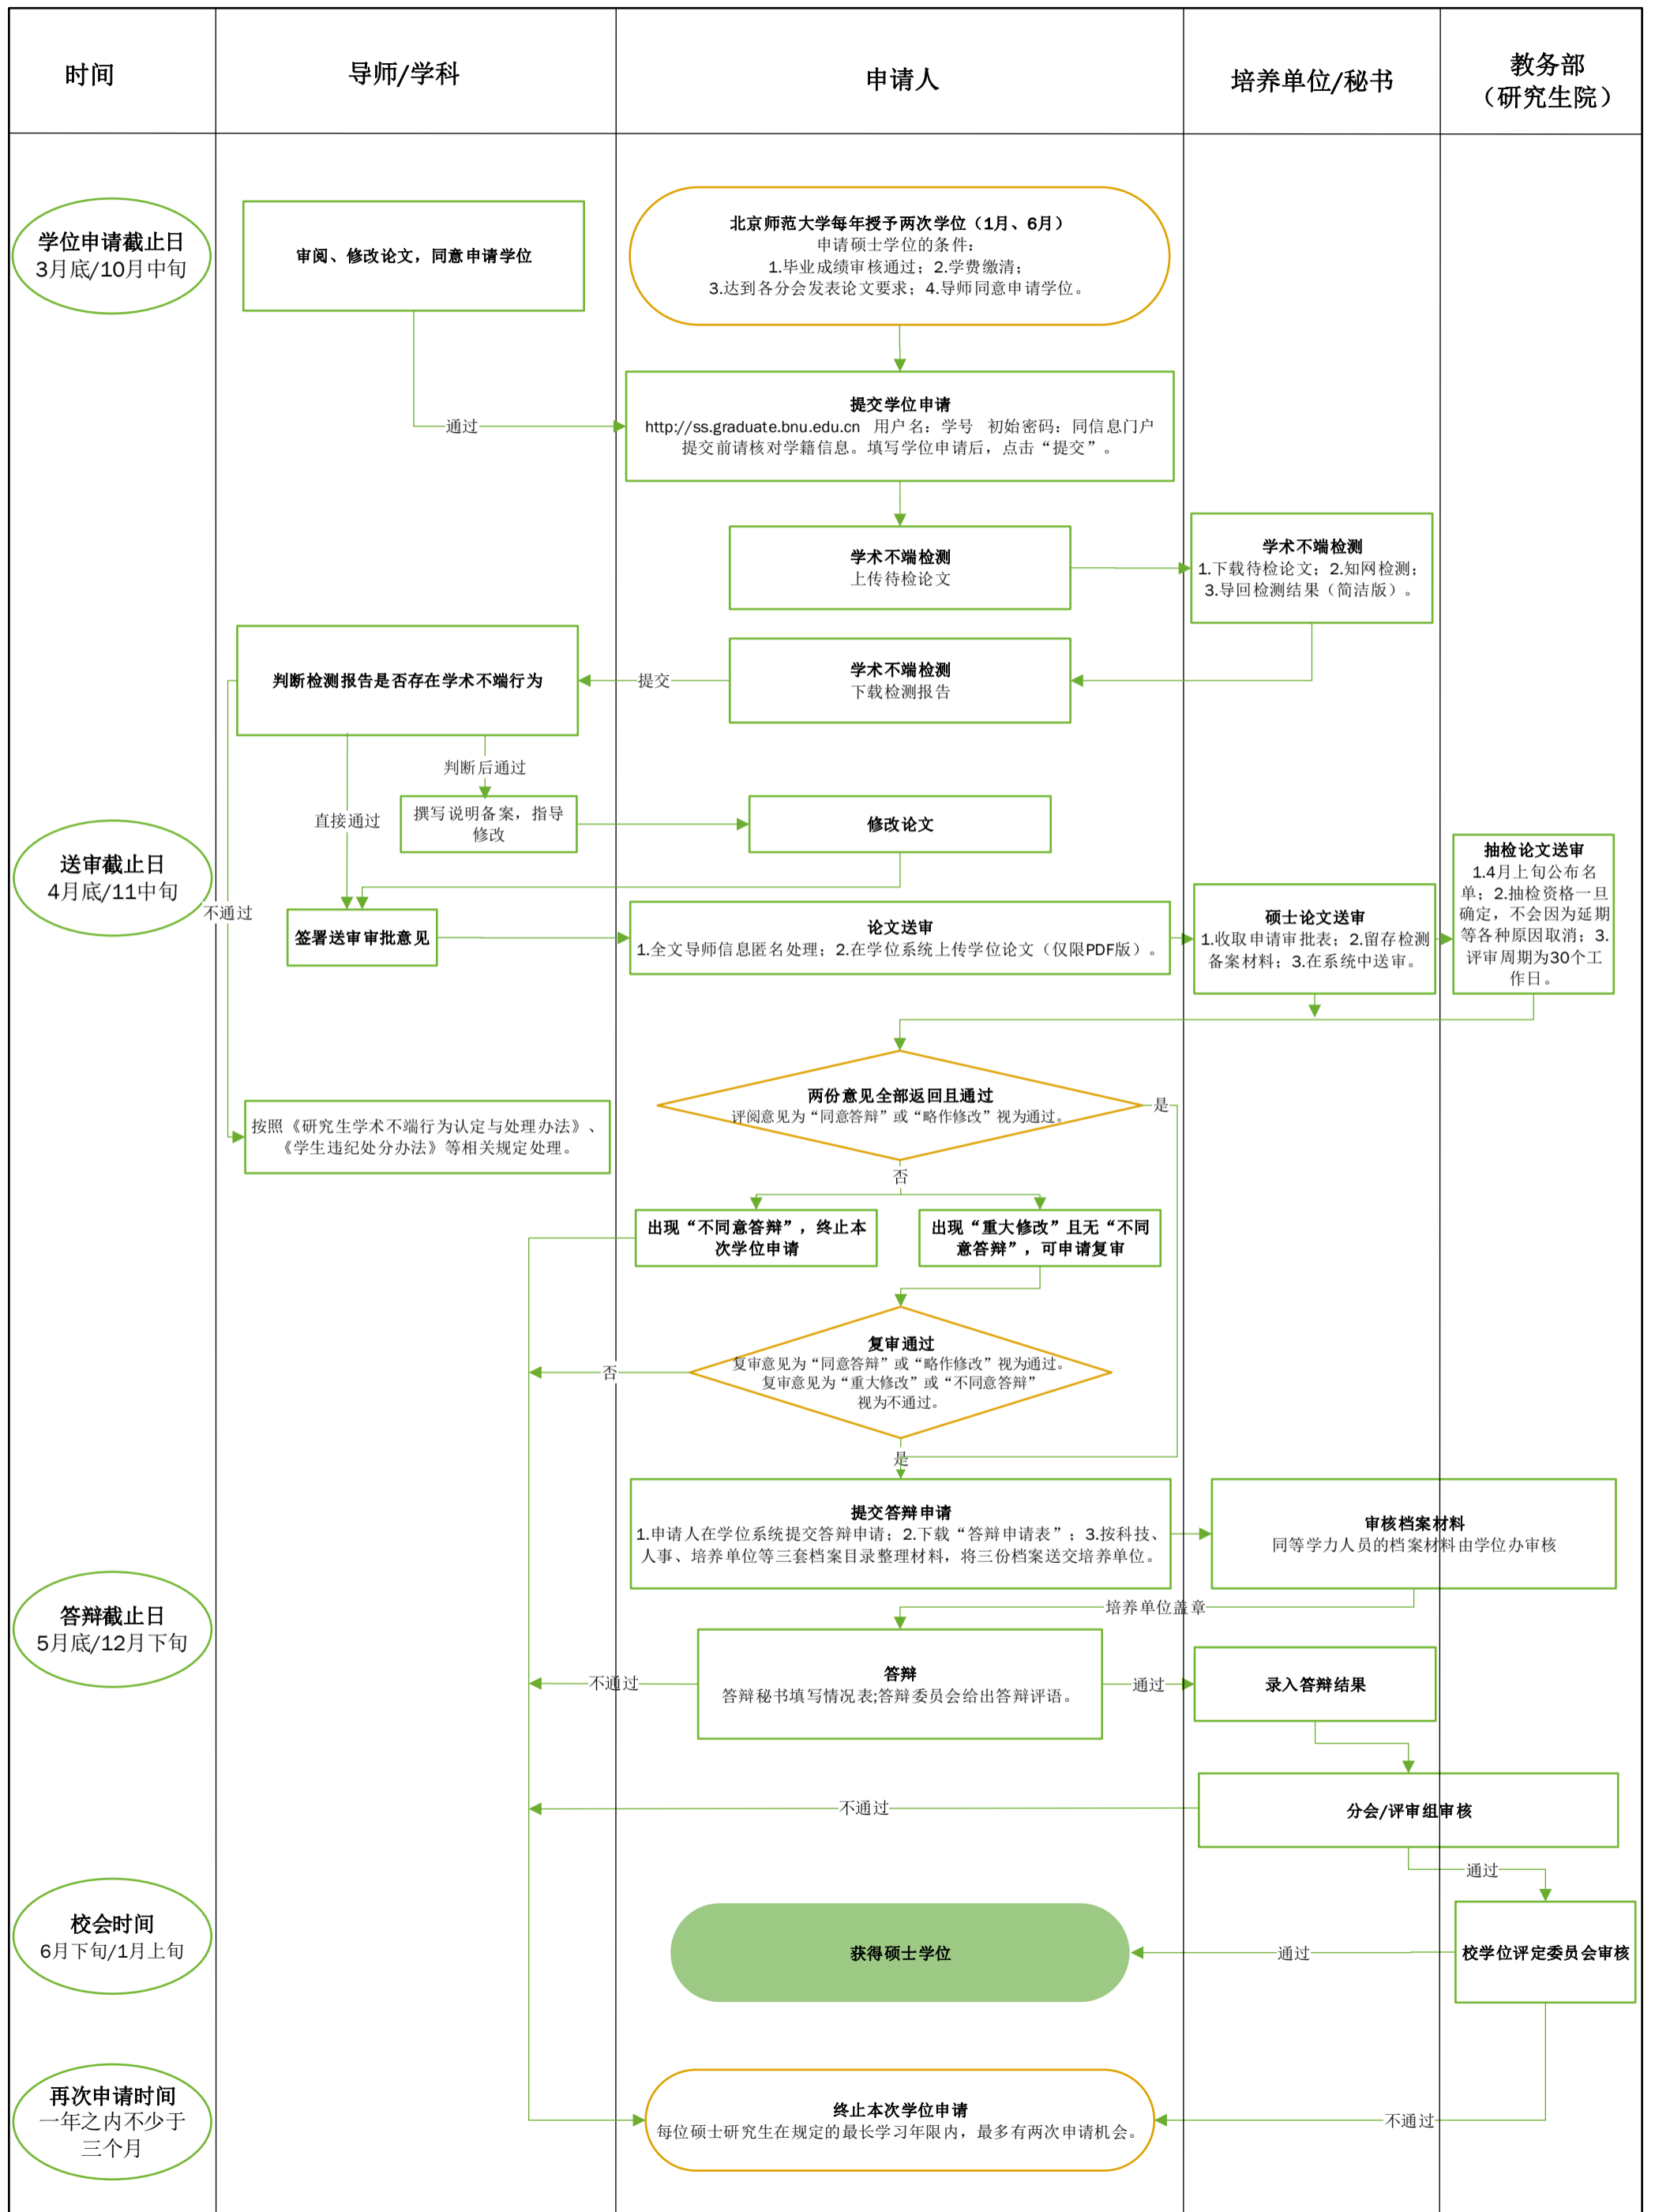 时间
导师/学科
申请人
培养单位/秘书
教务部
（研究生院）
学位申请截止日
3月底/10月中旬
审阅、修改论文，同意申请学位
北京师范大学每年授予两次学位（1月、6月）
申请硕士学位的条件：
1.毕业成绩审核通过；2.学费缴清；
3.达到各分会发表论文要求；4.导师同意申请学位。
通过
提交学位申请
http://ss.graduate.bnu.edu.cn 用户名：学号 初始密码：同信息门户
提交前请核对学籍信息。填写学位申请后，点击“提交”。
学术不端检测
上传待检论文
学术不端检测
1.下载待检论文；2.知网检测；
3.导回检测结果（简洁版）。
判断检测报告是否存在学术不端行为
提交
学术不端检测
下载检测报告
判断后通过
直接通过
撰写说明备案，指导
修改
修改论文
送审截止日
4月底/11中旬
不通过
签署送审审批意见
论文送审
1.全文导师信息匿名处理；2.在学位系统上传学位论文（仅限PDF版）。
硕士论文送审
1.收取申请审批表；2.留存检测
备案材料；3.在系统中送审。
抽检论文送审
1.4月上旬公布名
单；2.抽检资格一旦
确定，不会因为延期
等各种原因取消；3.
评审周期为30个工
作日。
两份意见全部返回且通过
评阅意见为“同意答辩”或“略作修改”视为通过。
是
否
按照《研究生学术不端行为认定与处理办法》、
《学生违纪处分办法》等相关规定处理。
出现“不同意答辩”，终止本
次学位申请
出现“重大修改”且无“不同
意答辩”，可申请复审
复审通过
复审意见为“同意答辩”或“略作修改”视为通过。
复审意见为“重大修改”或“不同意答辩”
视为不通过。
否
是
提交答辩申请
1.申请人在学位系统提交答辩申请；2.下载“答辩申请表”；3.按科技、
人事、培养单位等三套档案目录整理材料，将三份档案送交培养单位。
审核档案材料
同等学力人员的档案材料由学位办审核
培养单位盖章
答辩截止日
5月底/12月下旬
不通过
答辩
答辩秘书填写情况表;答辩委员会给出答辩评语。
通过
录入答辩结果
不通过
分会/评审组审核
通过
校会时间
6月下旬/1月上旬
获得硕士学位
通过
校学位评定委员会审核
再次申请时间
一年之内不少于
三个月
终止本次学位申请
每位硕士研究生在规定的最长学习年限内，最多有两次申请机会。
不通过